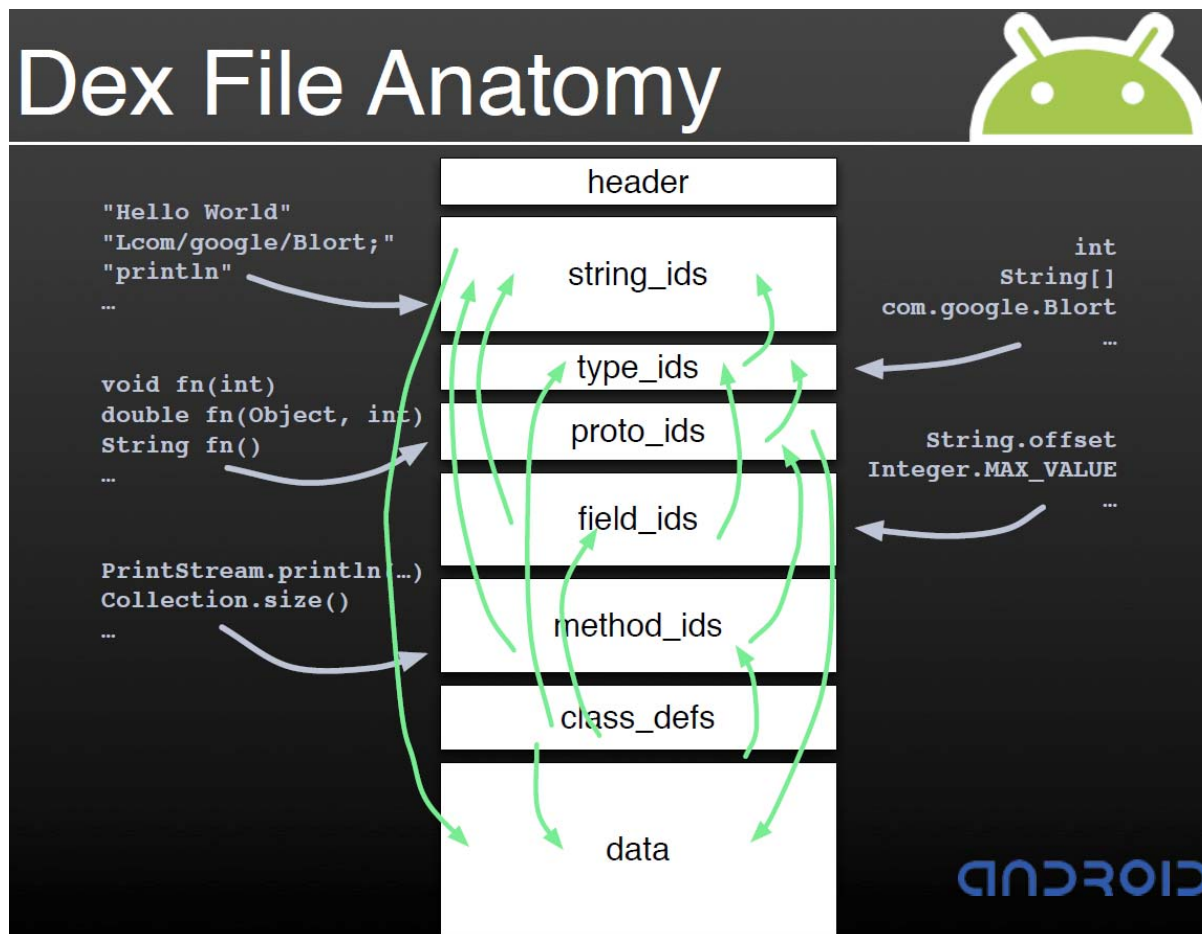 Dex File Anatomy
header
"Hello World"
"Lcom/google/Blort;"
"println"
…
string_ids
int
String[]
com.google.Blort
…
type_ids
void fn(int)
double fn(Object, int)
String fn()
…
proto_ids
String.offset
Integer.MAX_VALUE
…
field_ids
PrintStream.println(…)
Collection.size()
…
method_ids
class_defs
data
ANDROID